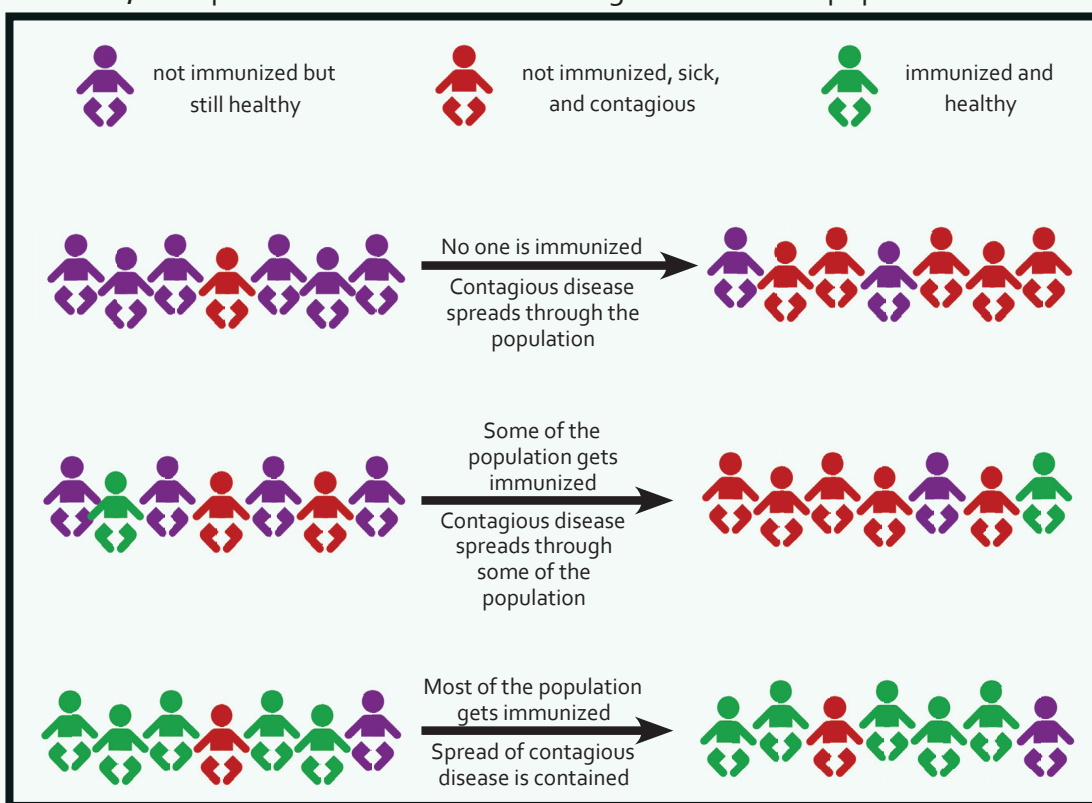 not immunized but
still healthy
not immunized, sick,
and contagious
immunized and
healthy
No one is immunized
Contagious disease
spreads through the
population
Some of the
population gets
immunized
Contagious disease
spreads through
some of the
population
Most of the population
gets immunized
Spread of contagious
disease is contained